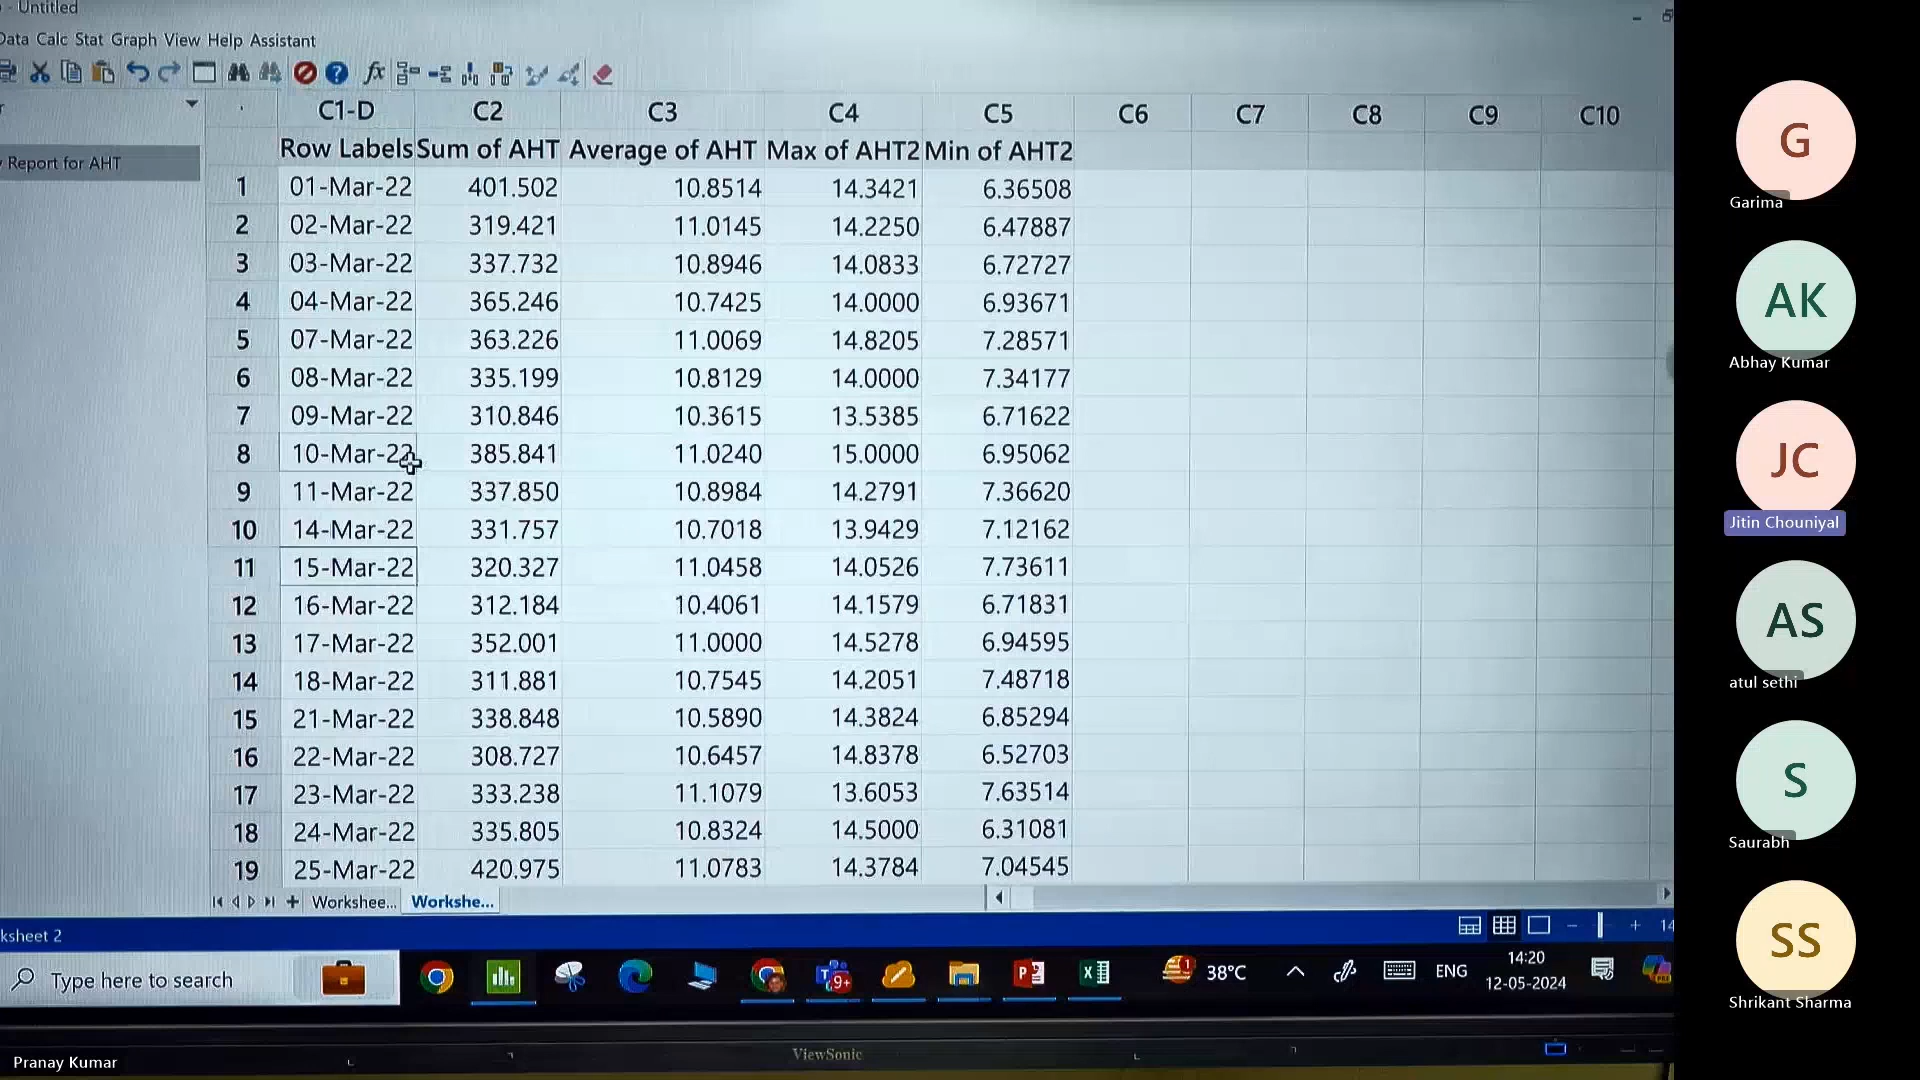 - Untitled
Data Calc Stat Graph View Help Assistant
C1-D C2 C3 C4 C5 C6 C7 C8 C9 C10
Row Labels Sum of AHT Average of AHT Max of AHT2 Min of AHT2
Report for AHT
1 01-Mar-22 401.502 10.8514 14.3421 6.36508
2 02-Mar-22 319.421 11.0145 14.2250 6.47887
3 03-Mar-22 337.732 10.8946 14.0833 6.72727
4 04-Mar-22 365.246 10.7425 14.0000 6.93671
5 07-Mar-22 363.226 11.0069 14.8205 7.28571
6 08-Mar-22 335.199 10.8129 14.0000 7.34177
7 09-Mar-22 310.846 10.3615 13.5385 6.71622
8 10-Mar-22 385.841 11.0240 15.0000 6.95062
9 11-Mar-22 337.850 10.8984 14.2791 7.36620
10 14-Mar-22 331.757 10.7018 13.9429 7.12162
11 15-Mar-22 320.327 11.0458 14.0526 7.73611
12 16-Mar-22 312.184 10.4061 14.1579 6.71831
13 17-Mar-22 352.001 11.0000 14.5278 6.94595
14 18-Mar-22 311.881 10.7545 14.2051 7.48718
15 21-Mar-22 338.848 10.5890 14.3824 6.85294
16 22-Mar-22 308.727 10.6457 14.8378 6.52703
17 23-Mar-22 333.238 11.1079 13.6053 7.63514
18 24-Mar-22 335.805 10.8324 14.5000 6.31081
19 25-Mar-22 420.975 11.0783 14.3784 7.04545
+ Workshee... Workshe...
ksheet 2
Type here to search
9+
1
38°C
ENG
14:20
12-05-2024
ViewSonic
Pranay Kumar
G
Garima
AK
Abhay Kumar
JC
Jitin Chouniyal
AS
atul sethi
S
Saurabh
SS
Shrikant Sharma